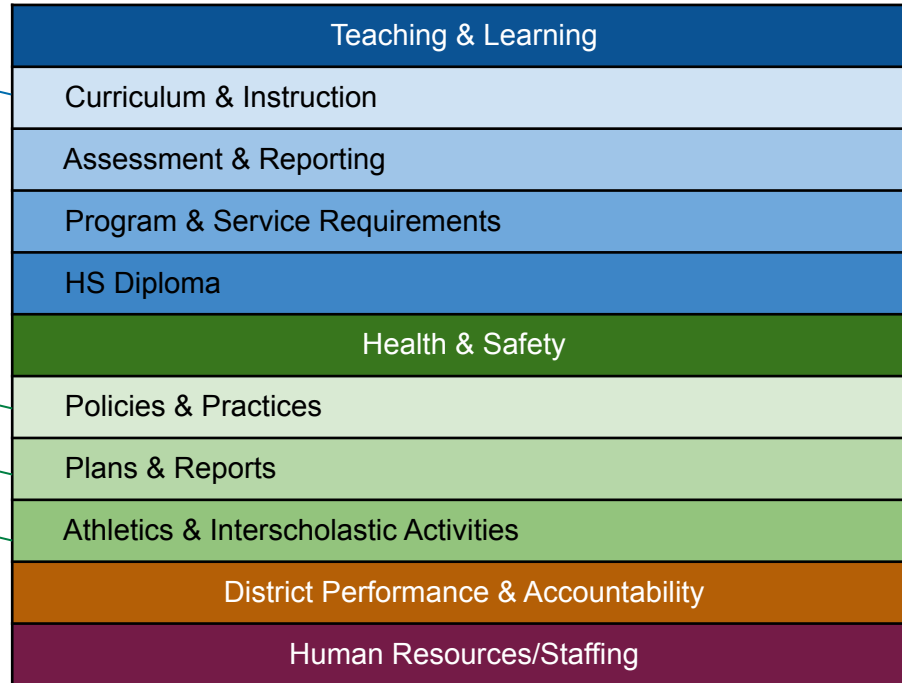 Teaching & Learning
Curriculum & Instruction
Assessment & Reporting
Program & Service Requirements
HS Diploma
Health & Safety
Policies & Practices
Plans & Reports
Athletics & Interscholastic Activities
District Performance & Accountability
Human Resources/Staffing